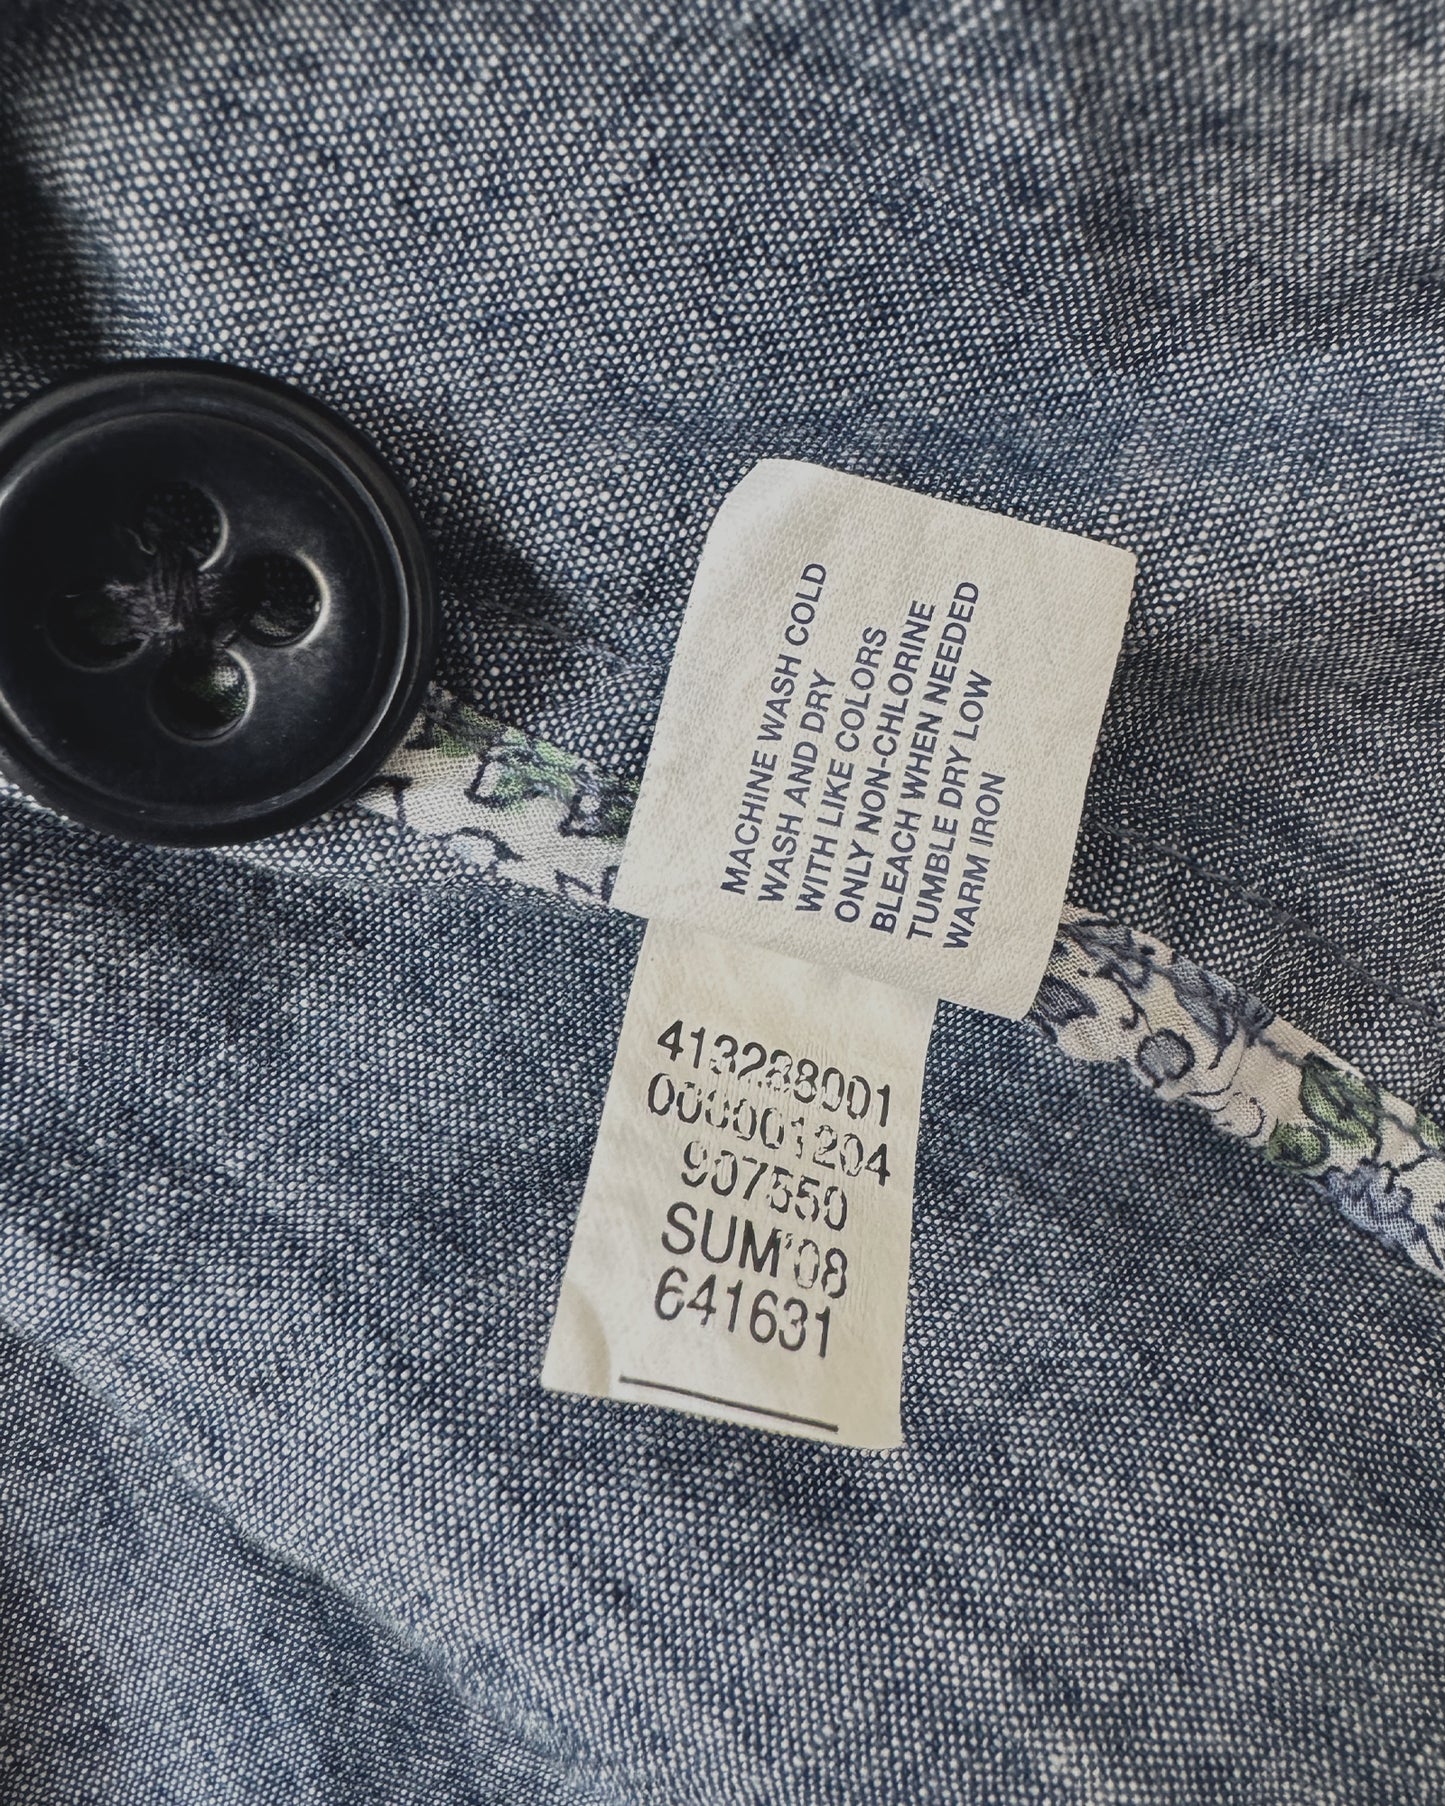 MACHINE WASH COLD
WASH AND DRY
WITH LIKE COLORS
ONLY NON-CHLORINE
BLEACH WHEN NEEDED
TUMBLE DRY LOW
WARM IRON
413288001
000001204
907550
SUM'08
641631